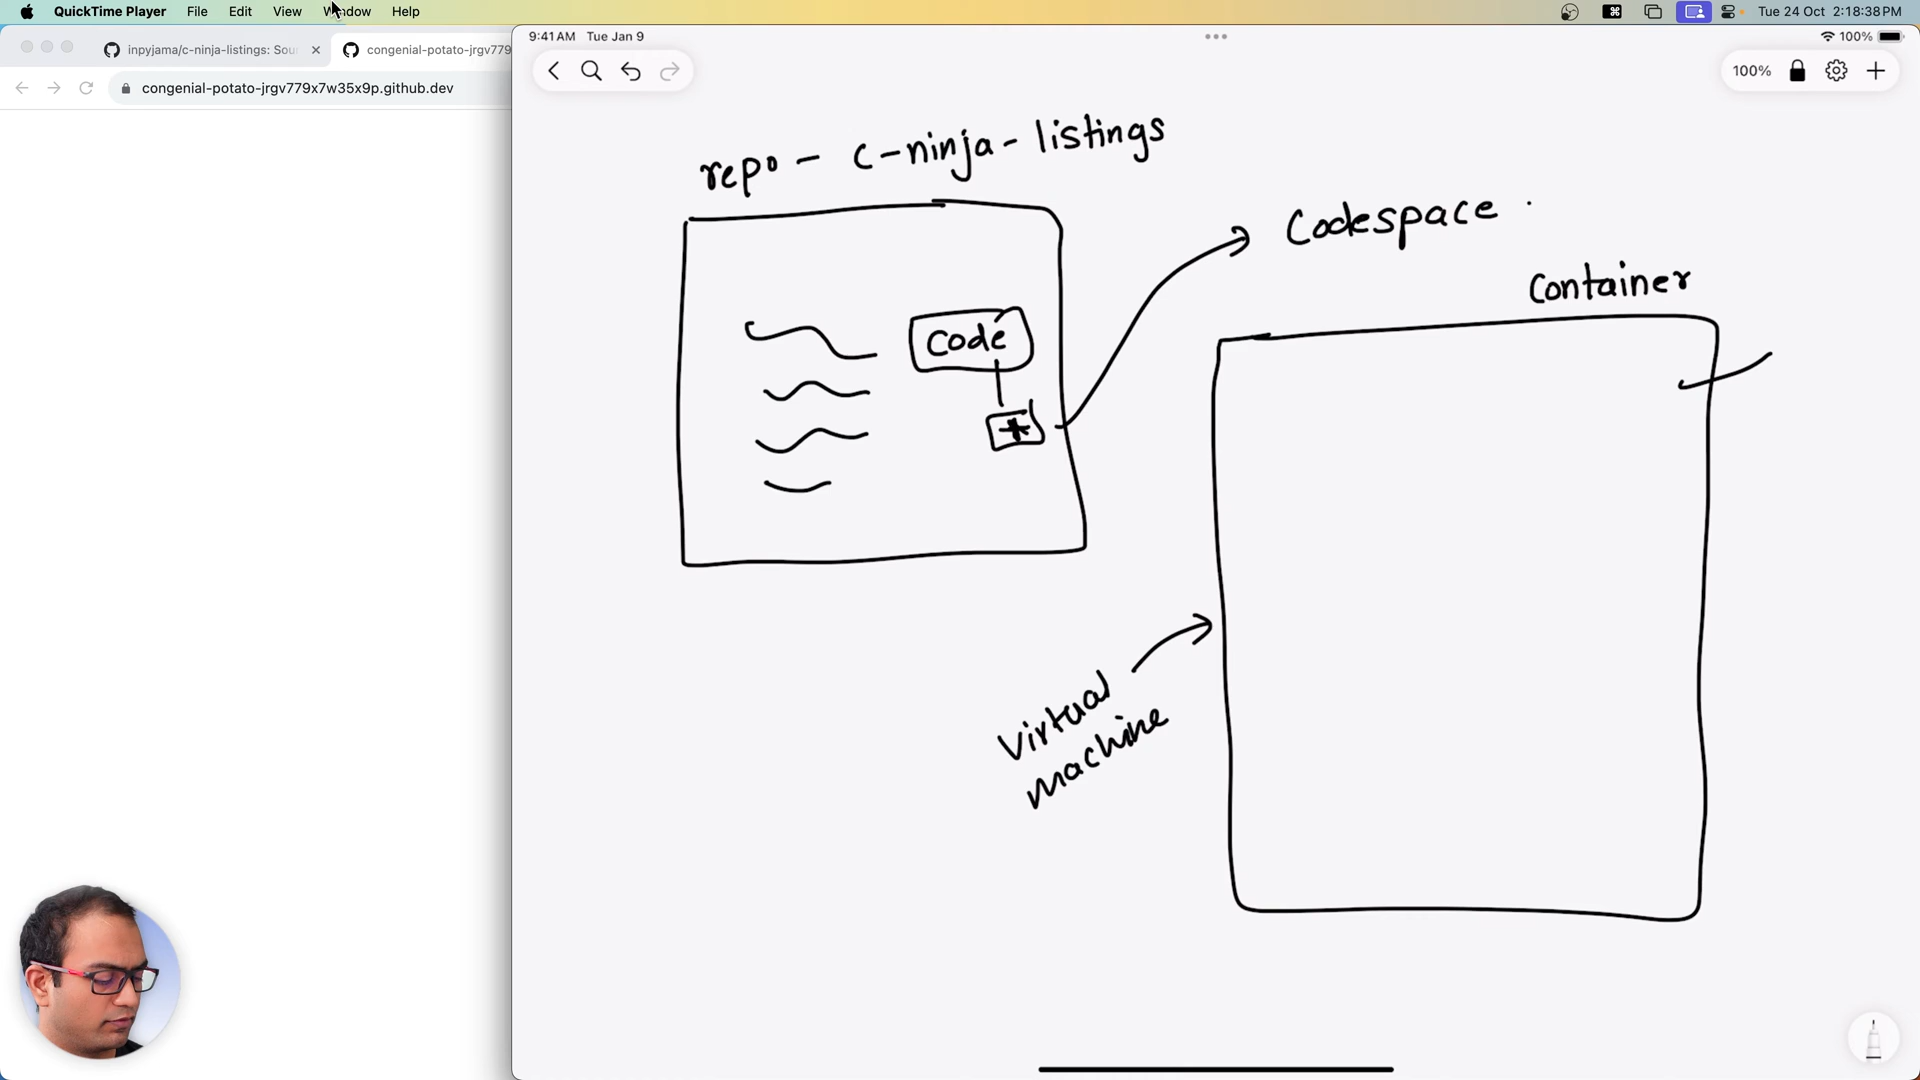 QuickTime Player File Edit View Window Help Tue 24 Oct 2:18:38 PM
inpyjama/c-ninja-listings: Sou
congenial-potato-jrgv779
congenial-potato-jrgv779x7w35x9p.github.dev
9:41 AM Tue Jan 9
100%
100%
repo - c-ninja-listings
Codespace
Container
Code
+
Virtual
machine